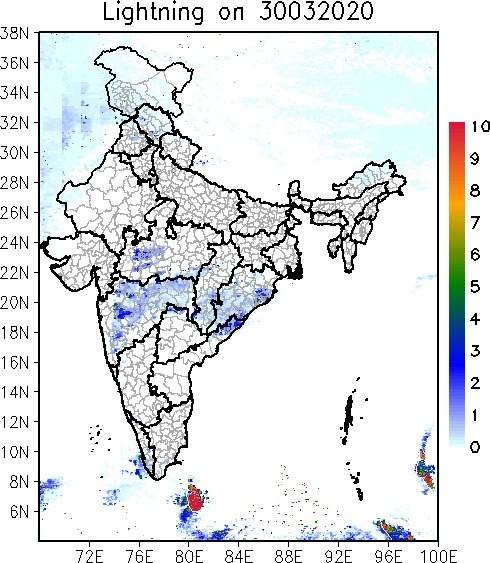 Lightning on 30032020
38N
36N
34N
32N
30N
28N
26N
24N
22N
20N
18N
16N
14N
12N
10N
8N
6N
72E 76E 80E 84E 88E 92E 96E 100E
10
9
8
7
6
5
4
3
2
1
0